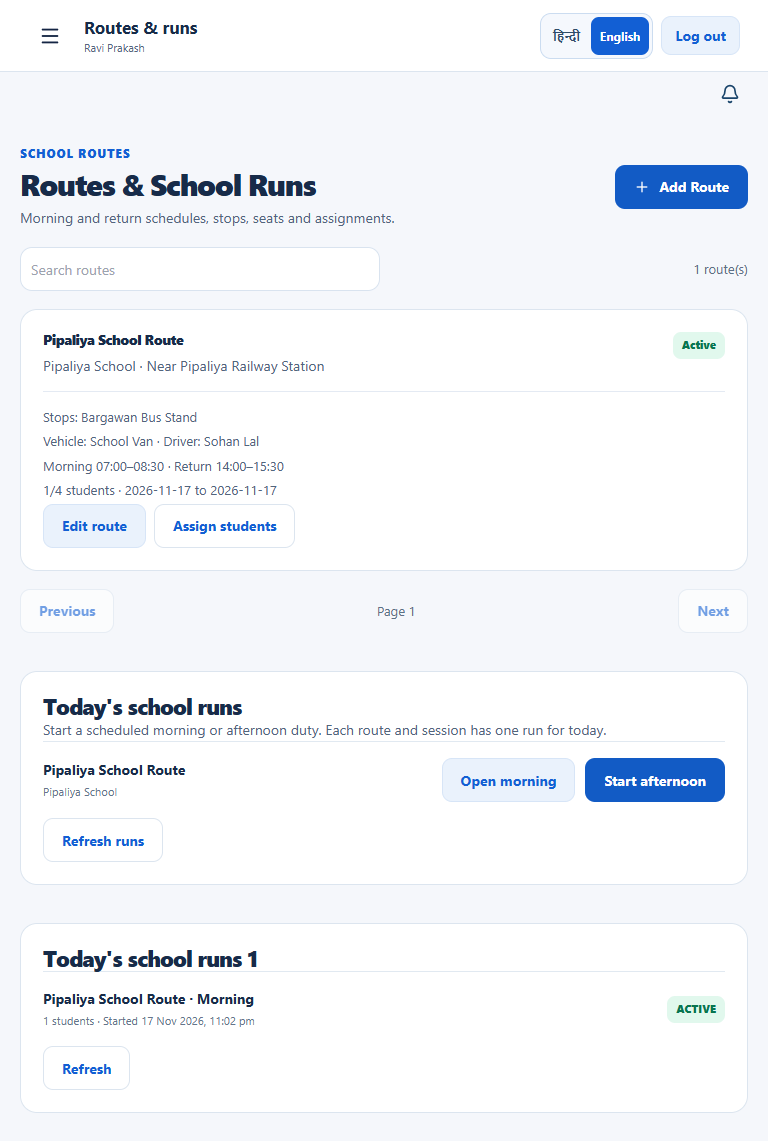 Routes & runs
Ravi Prakash
हिन्दी
English
Log out
SCHOOL ROUTES
Routes & School Runs
Morning and return schedules, stops, seats and assignments.
Add Route
Search routes
1 route(s)
Pipaliya School Route
Active
Pipaliya School · Near Pipaliya Railway Station
Stops: Bargawan Bus Stand
Vehicle: School Van · Driver: Sohan Lal
Morning 07:00–08:30 · Return 14:00–15:30
1/4 students · 2026-11-17 to 2026-11-17
Edit route
Assign students
Previous
Page 1
Next
Today's school runs
Start a scheduled morning or afternoon duty. Each route and session has one run for today.
Pipaliya School Route
Pipaliya School
Open morning
Start afternoon
Refresh runs
Today's school runs 1
Pipaliya School Route · Morning
1 students · Started 17 Nov 2026, 11:02 pm
ACTIVE
Refresh